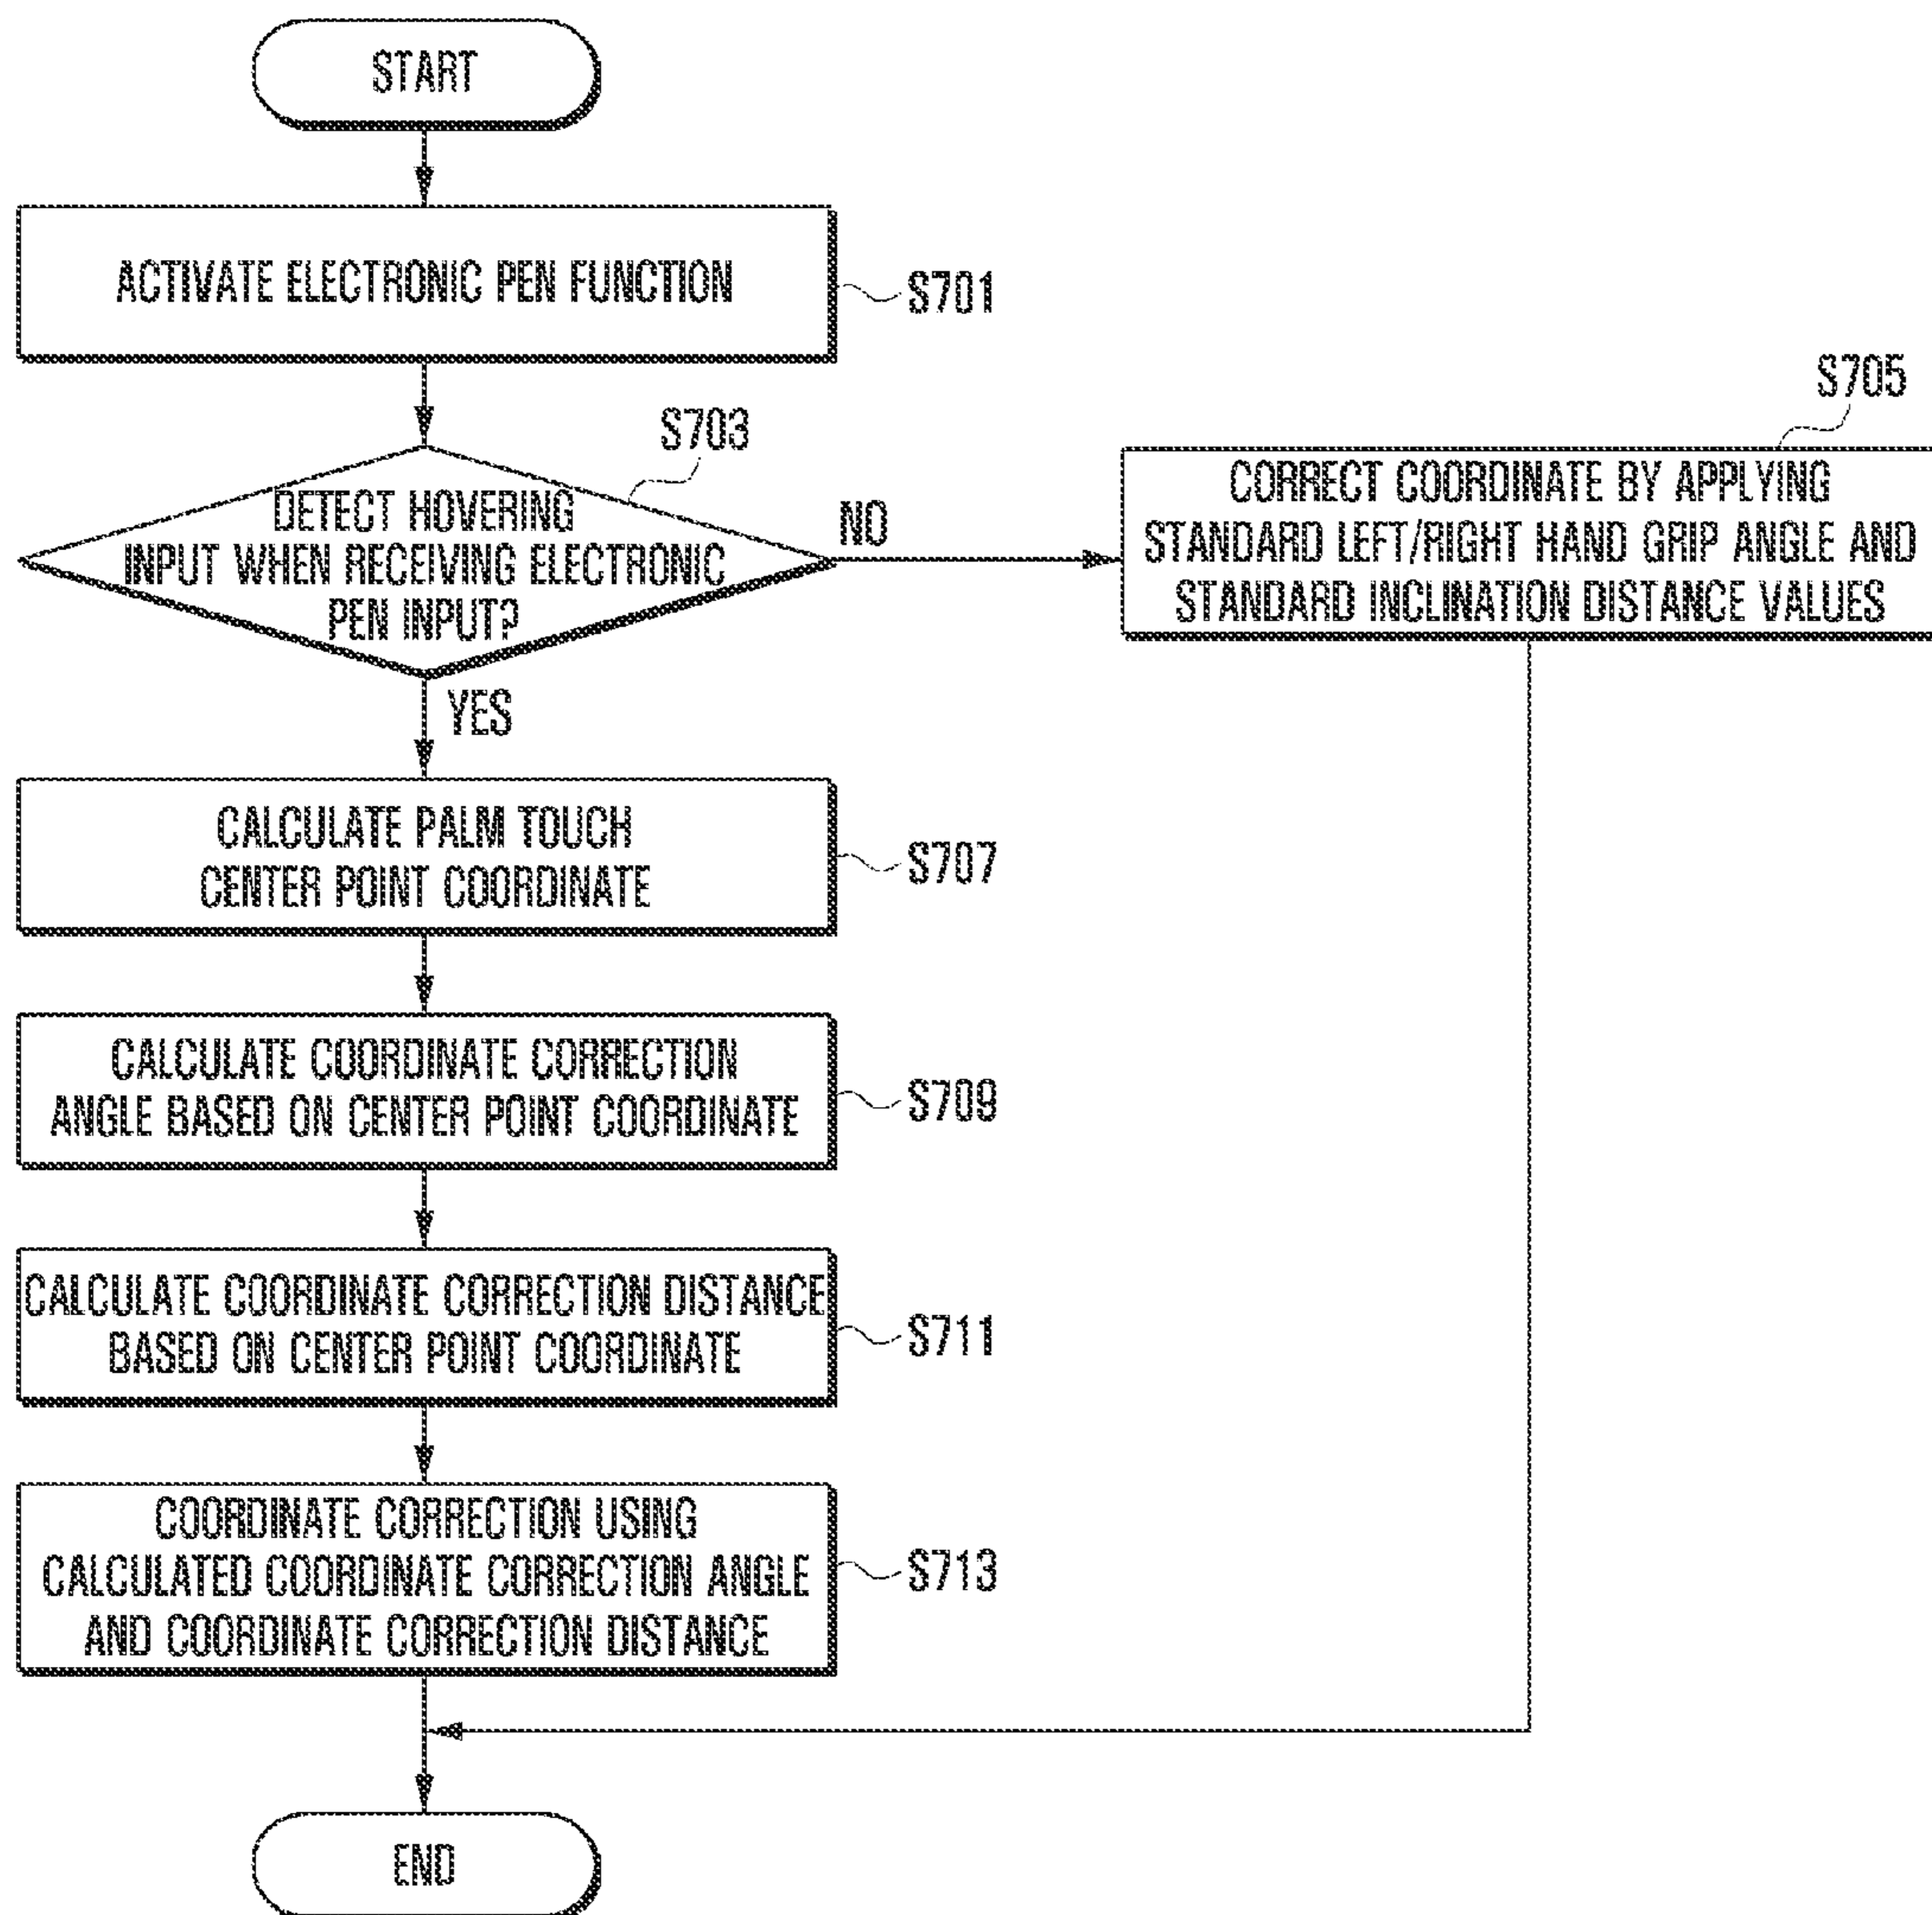 START
ACTIVATE ELECTRONIC PEN FUNCTION
S701
S703
DETECT HOVERING
INPUT WHEN RECEIVING ELECTRONIC
PEN INPUT?
NO
YES
S705
CORRECT COORDINATE BY APPLYING
STANDARD LEFT/RIGHT HAND GRIP ANGLE AND
STANDARD INCLINATION DISTANCE VALUES
CALCULATE PALM TOUCH
CENTER POINT COORDINATE
S707
CALCULATE COORDINATE CORRECTION
ANGLE BASED ON CENTER POINT COORDINATE
S709
CALCULATE COORDINATE CORRECTION DISTANCE
BASED ON CENTER POINT COORDINATE
S711
COORDINATE CORRECTION USING
CALCULATED COORDINATE CORRECTION ANGLE
AND COORDINATE CORRECTION DISTANCE
S713
END